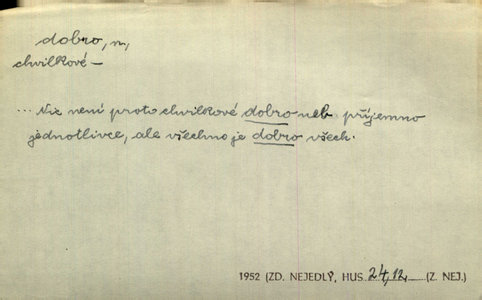 dobro, n,
chvilkové –
... Nic není proto chvilkové dobro neb příjemno
jednotlivce, ale všechno je dobro všech.
1952 (ZD. NEJEDLÝ, HUS 24,12 (Z. NEJ.)